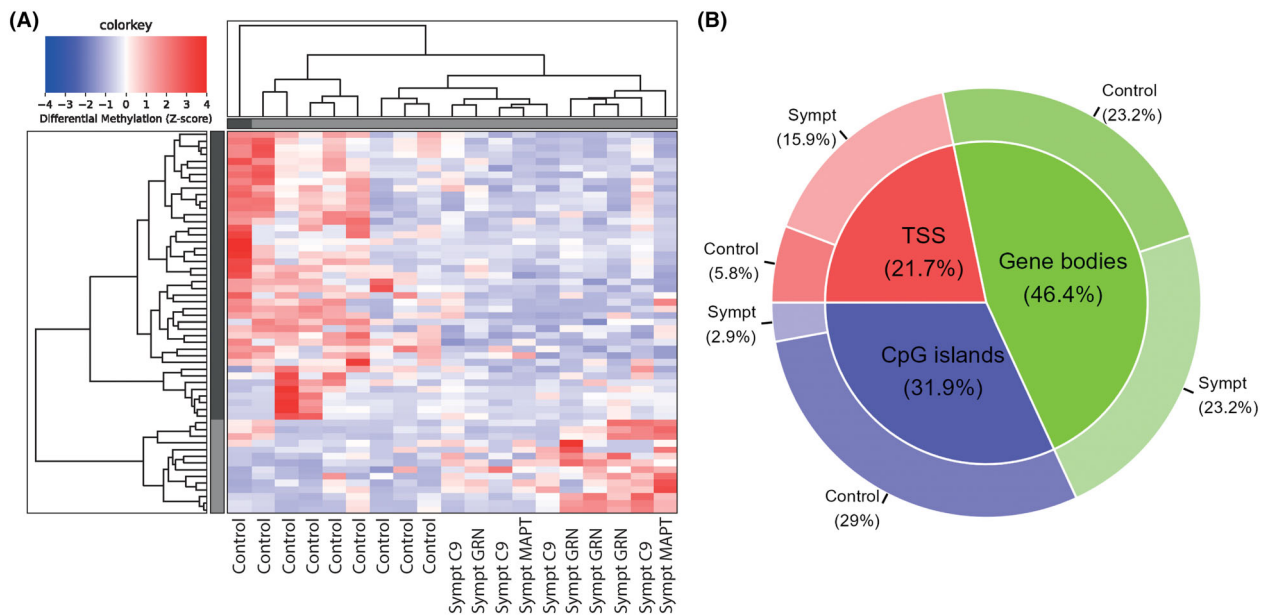 (A)
colorkey
−4 −3 −2 −1 0 1 2 3 4
Differential Methylation (Z-score)
Control
Control
Control
Control
Control
Control
Control
Control
Control
Sympt C9
Sympt GRN
Sympt C9
Sympt MAPT
Sympt C9
Sympt GRN
Sympt GRN
Sympt GRN
Sympt C9
Sympt MAPT
(B)
Control
(23.2%)
Sympt
(15.9%)
TSS
(21.7%)
Control
(5.8%)
Gene bodies
(46.4%)
Sympt
(2.9%)
CpG islands
(31.9%)
Sympt
(23.2%)
Control
(29%)